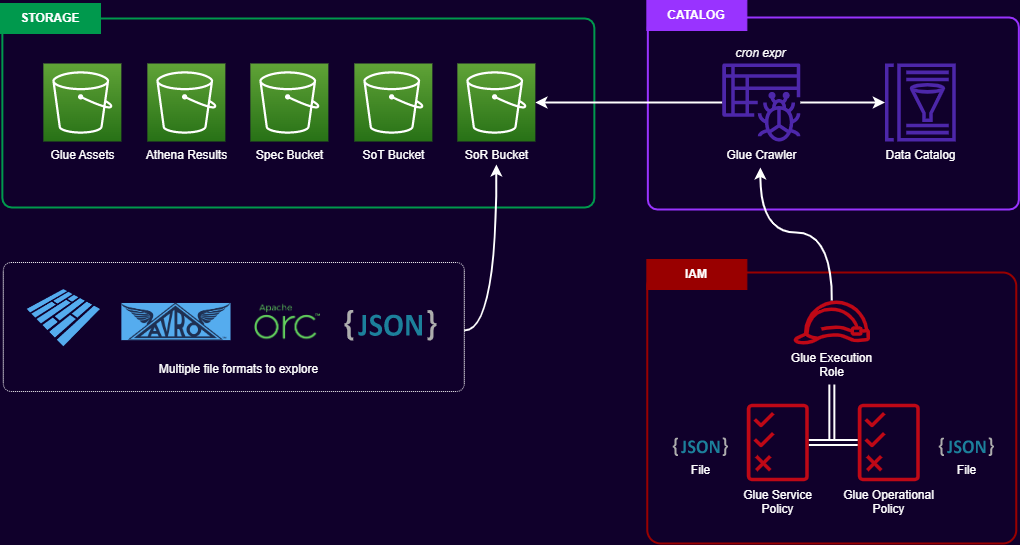 STORAGE
Glue Assets
Athena Results
Spec Bucket
SoT Bucket
SoR Bucket
CATALOG
cron expr
Glue Crawler
Data Catalog
AVRO
Apache
orc™
{JSON}
Multiple file formats to explore
IAM
Glue Execution
Role
{JSON}
File
Glue Service
Policy
Glue Operational
Policy
{JSON}
File